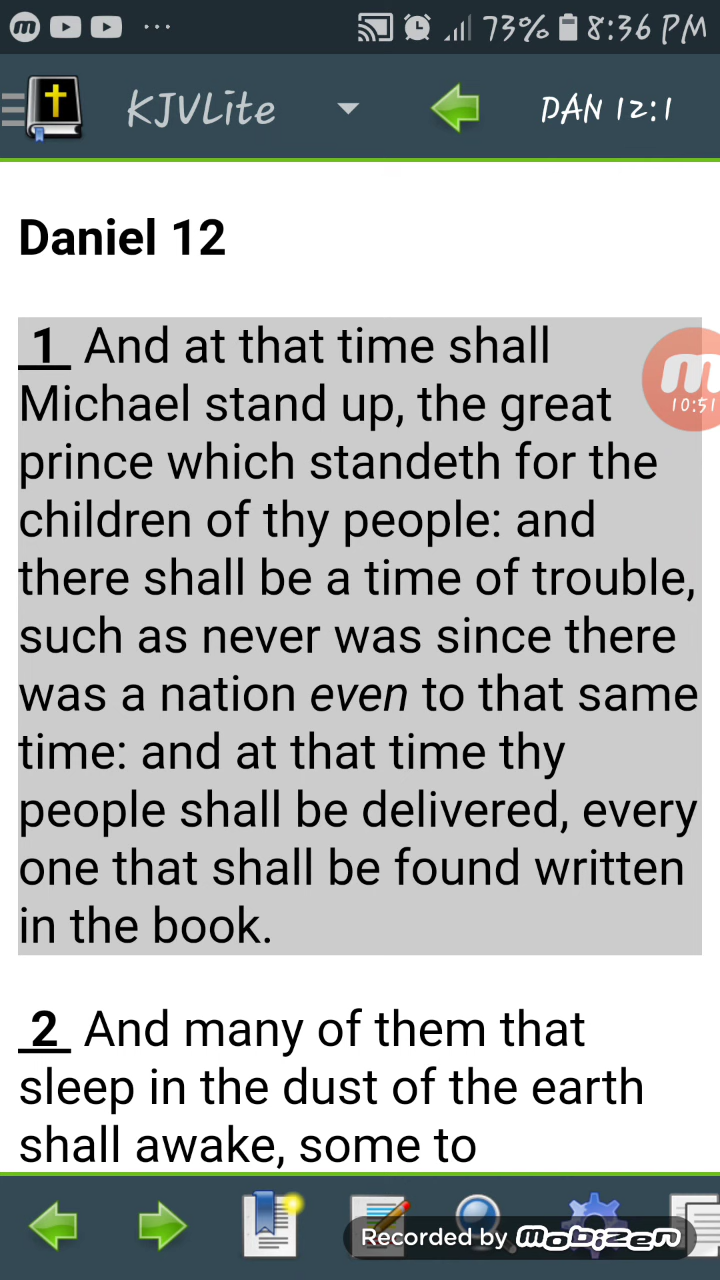 73% 8:36 PM
KJVLite DAN 12:1
Daniel 12
1 And at that time shall
Michael stand up, the great
m
10:51
prince which standeth for the
children of thy people: and
there shall be a time of trouble,
such as never was since there
was a nation even to that same
time: and at that time thy
people shall be delivered, every
one that shall be found written
in the book.
2 And many of them that
sleep in the dust of the earth
shall awake, some to
Recorded by mobizen